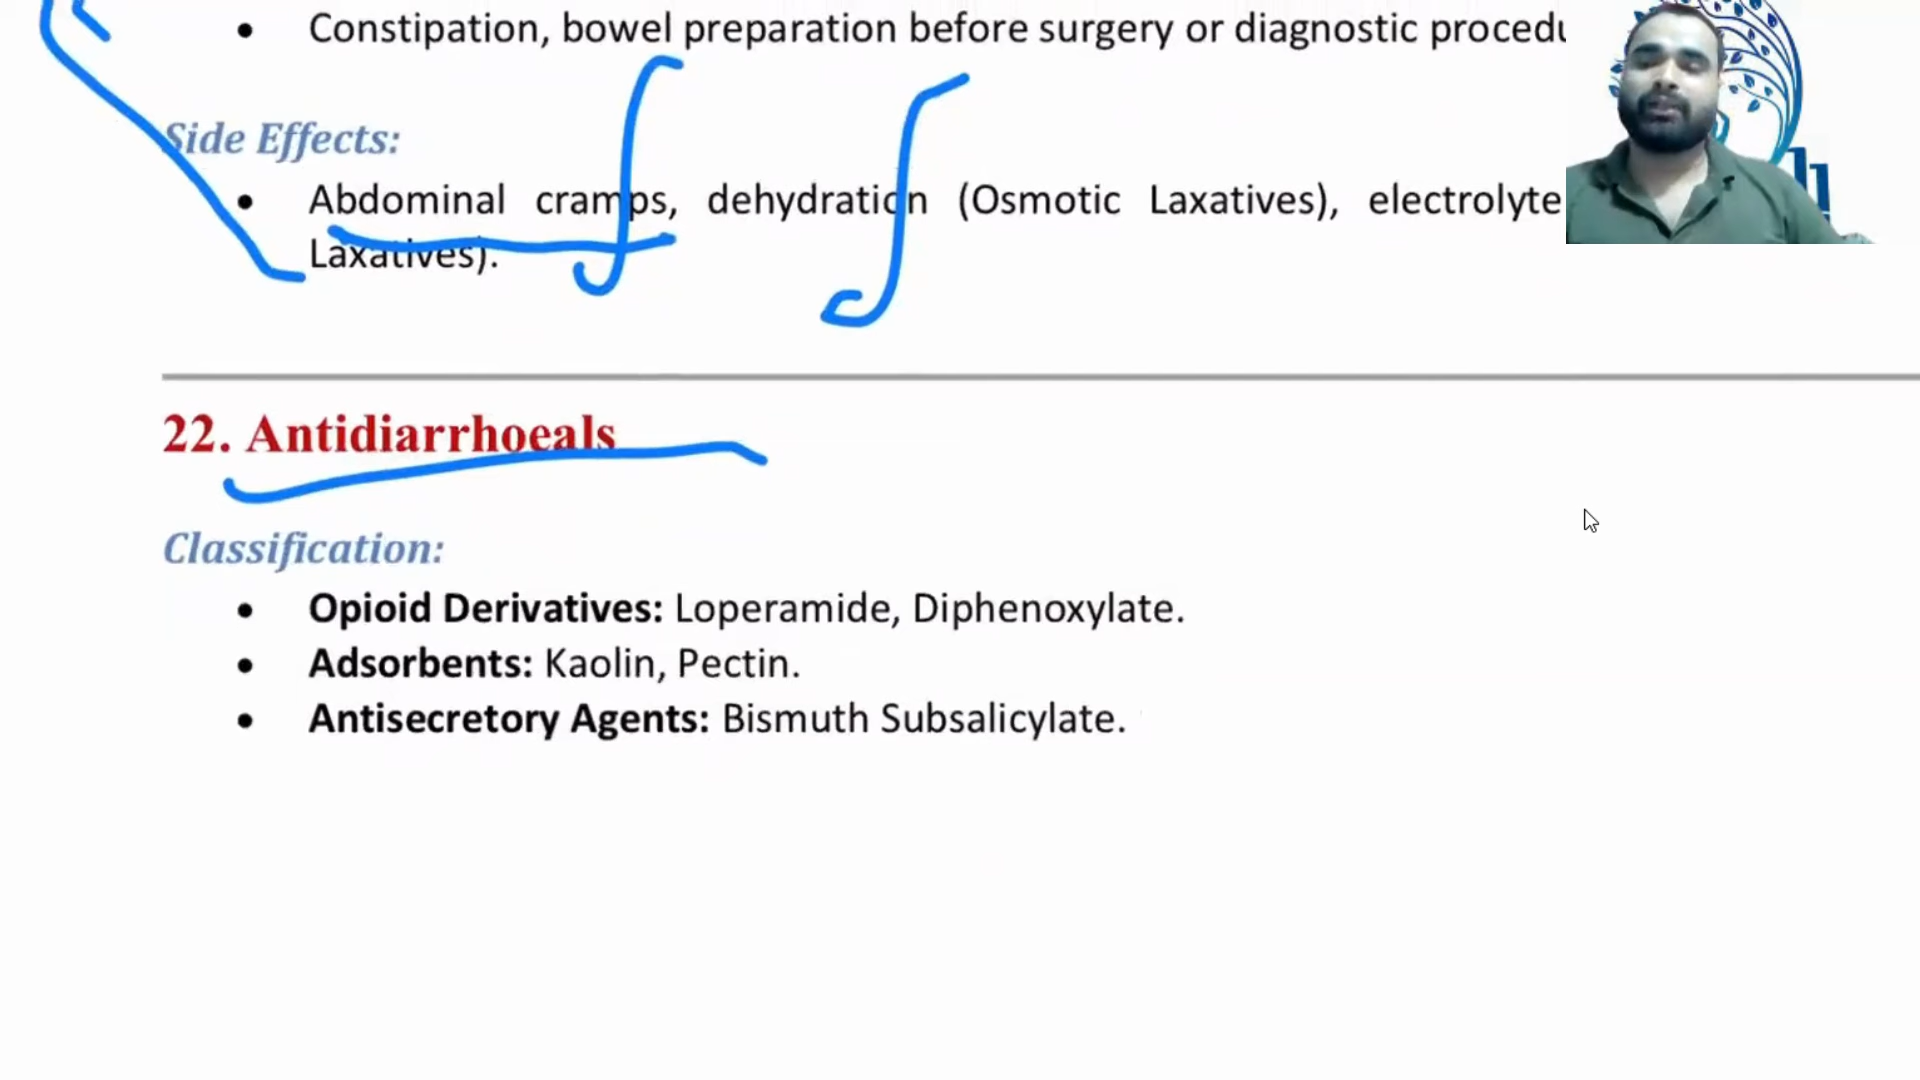 • Constipation, bowel preparation before surgery or diagnostic
Side Effects:
• Abdominal cramps, dehydration (Osmotic Laxatives), electrolyte
Laxatives).
22. Antidiarrhoeals
Classification:
• Opioid Derivatives: Loperamide, Diphenoxylate.
• Adsorbents: Kaolin, Pectin.
• Antisecretory Agents: Bismuth Subsalicylate.